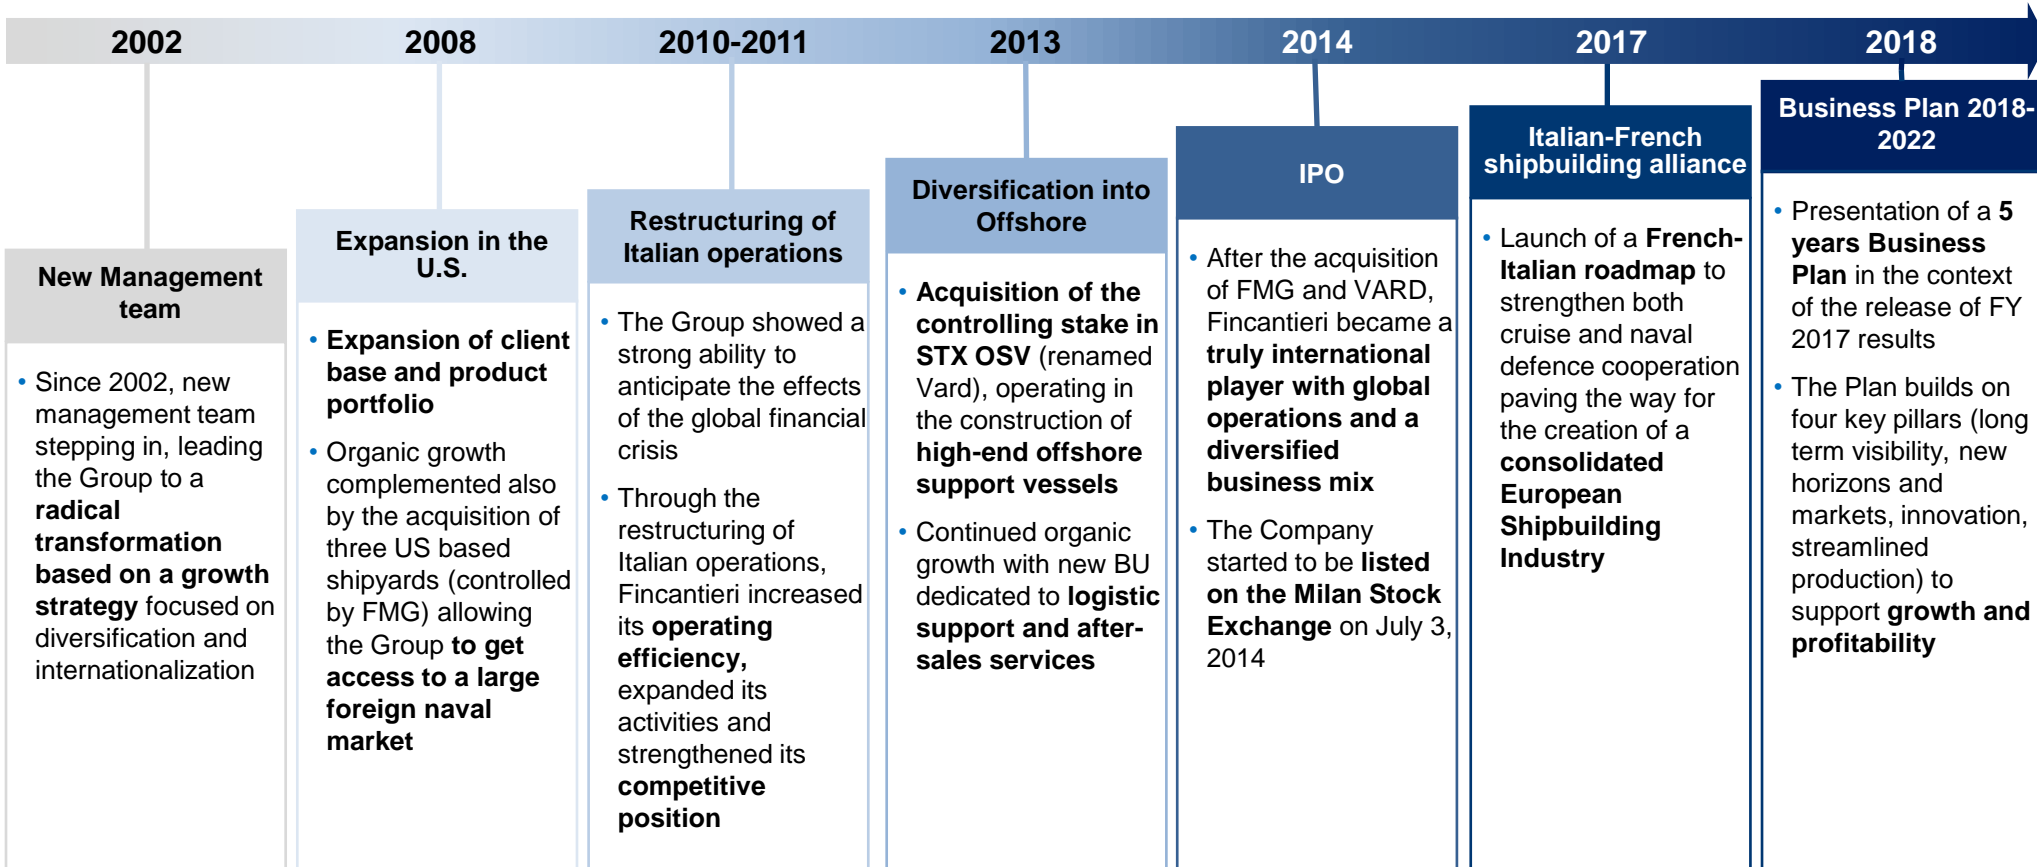 2002
2008
2010-2011
2013
2014
2017
2018
New Management
team
• Since 2002, new
management team
stepping in, leading
the Group to a
radical
transformation
based on a growth
strategy focused on
diversification and
internationalization
Expansion in the
U.S.
• Expansion of client
base and product
portfolio
• Organic growth
complemented also
by the acquisition of
three US based
shipyards (controlled
by FMG) allowing
the Group to get
access to a large
foreign naval
market
Restructuring of
Italian operations
• The Group showed a
strong ability to
anticipate the effects
of the global financial
crisis
• Through the
restructuring of
Italian operations,
Fincantieri increased
its operating
efficiency,
expanded its
activities and
strengthened its
competitive
position
Diversification into
Offshore
• Acquisition of the
controlling stake in
STX OSV (renamed
Vard), operating in
the construction of
high-end offshore
support vessels
• Continued organic
growth with new BU
dedicated to logistic
support and after-
sales services
IPO
• After the acquisition
of FMG and VARD,
Fincantieri became a
truly international
player with global
operations and a
diversified
business mix
• The Company
started to be listed
on the Milan Stock
Exchange on July 3,
2014
Italian-French
shipbuilding alliance
• Launch of a French-
Italian roadmap to
strengthen both
cruise and naval
defence cooperation
paving the way for
the creation of a
consolidated
European
Shipbuilding
Industry
Business Plan 2018-
2022
• Presentation of a 5
years Business
Plan in the context
of the release of FY
2017 results
• The Plan builds on
four key pillars (long
term visibility, new
horizons and
markets, innovation,
streamlined
production) to
support growth and
profitability